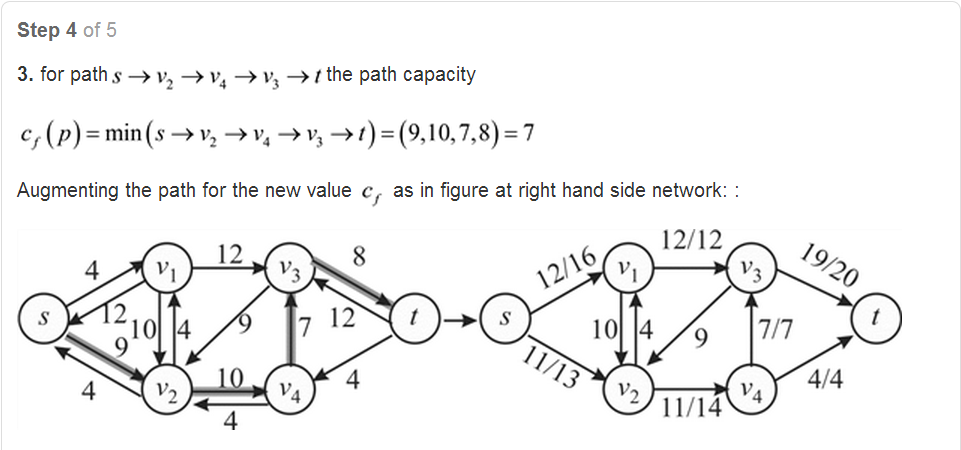 Step 4 of 5
3. for path s → v₂ → v₄ → v₃ → t the path capacity
c_f(p) = min(s → v₂ → v₄ → v₃ → t) = (9,10,7,8) = 7
Augmenting the path for the new value c_f as in figure at right hand side network: :
4 v₁ 12 v₃ 8
s 12 10 4 9 7 12 t
9
4 v₂ 10 v₄ 4
4
12/16 v₁ 12/12 v₃ 19/20
s 10 4 9 7/7 t
11/13 v₂ 11/14 v₄ 4/4